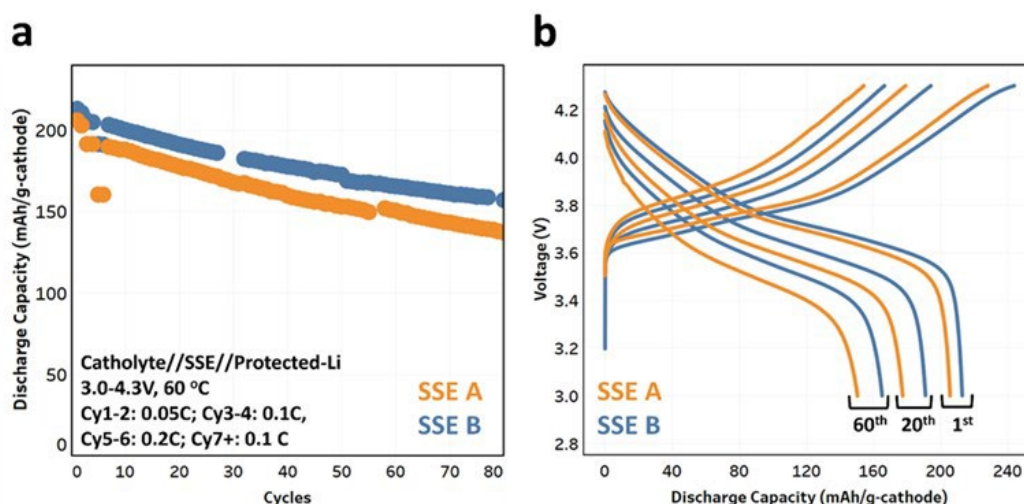 a
Discharge Capacity (mAh/g-cathode)
200
150
100
50
0
Catholyte//SSE//Protected-Li
3.0-4.3V, 60 °C
Cy1-2: 0.05C; Cy3-4: 0.1C,
Cy5-6: 0.2C; Cy7+: 0.1 C
SSE A
SSE B
0 10 20 30 40 50 60 70 80
Cycles
b
Voltage (V)
4.2
4.0
3.8
3.6
3.4
3.2
3.0
2.8
SSE A
SSE B
60th 20th 1st
0 40 80 120 160 200 240
Discharge Capacity (mAh/g-cathode)